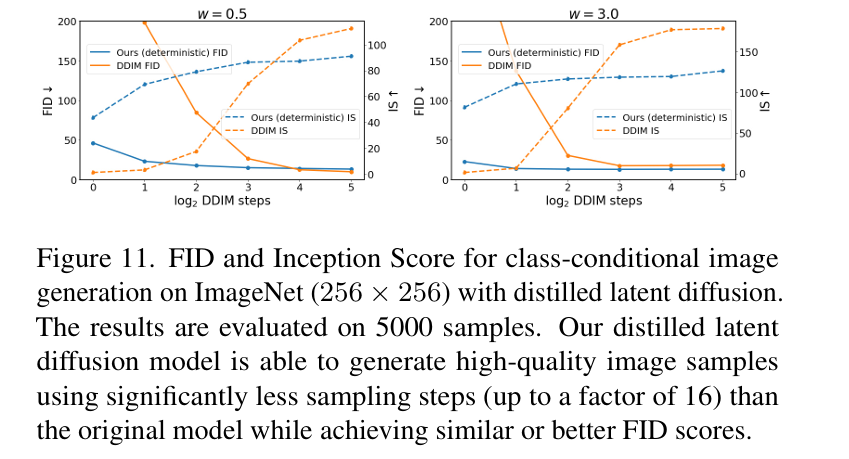 w = 0.5
w = 3.0
200
150
100
50
0
FID ↓
Ours (deterministic) FID
DDIM FID
Ours (deterministic) IS
DDIM IS
100
80
60
40
20
0
IS ↑
0 1 2 3 4 5
log₂ DDIM steps
200
150
100
50
0
FID ↓
Ours (deterministic) FID
DDIM FID
Ours (deterministic) IS
DDIM IS
150
100
50
0
IS ↑
0 1 2 3 4 5
log₂ DDIM steps
Figure 11. FID and Inception Score for class-conditional image
generation on ImageNet (256 × 256) with distilled latent diffusion.
The results are evaluated on 5000 samples. Our distilled latent
diffusion model is able to generate high-quality image samples
using significantly less sampling steps (up to a factor of 16) than
the original model while achieving similar or better FID scores.